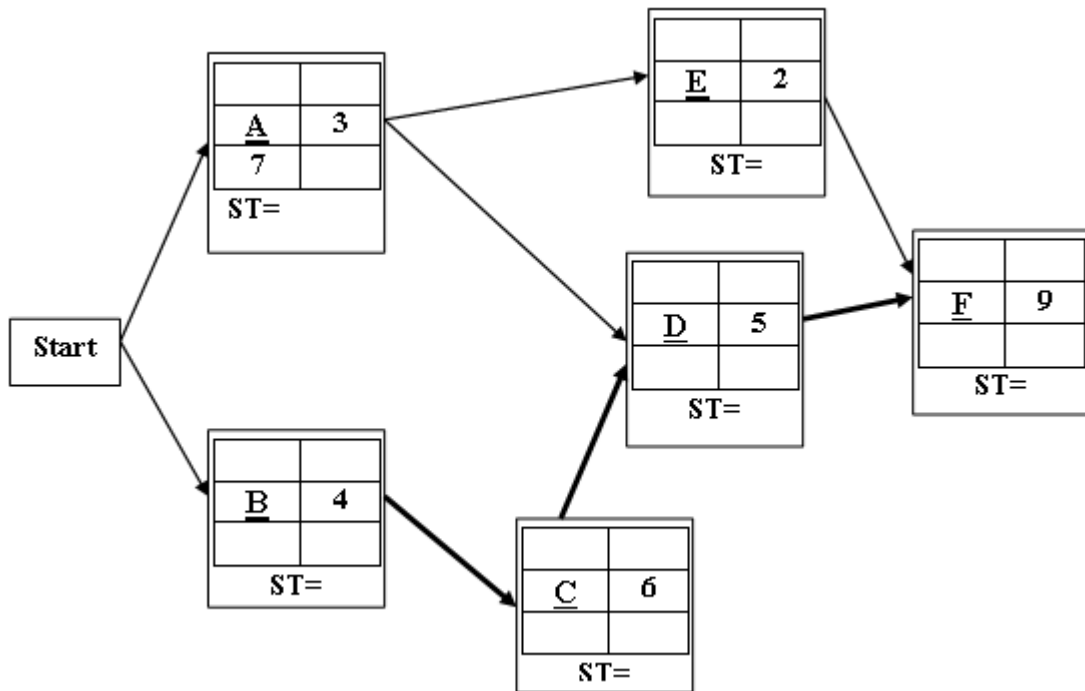 Start
A 3
7
ST=
B 4
ST=
C 6
ST=
E 2
ST=
D 5
ST=
F 9
ST=